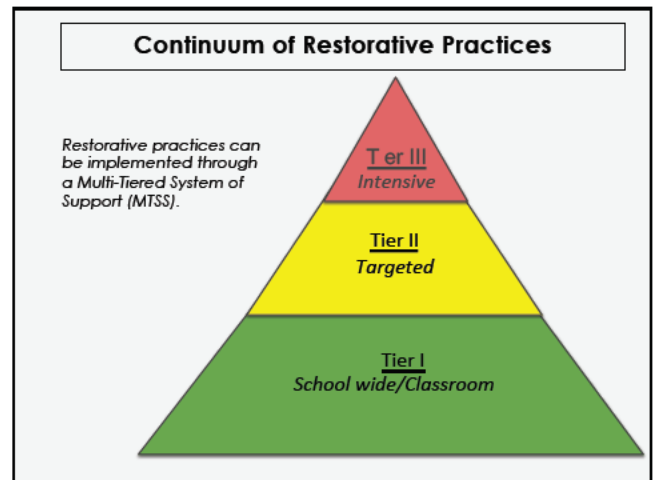 Continuum of Restorative Practices
Restorative practices can
be implemented through
a Multi-Tiered System of
Support (MTSS).
T er III
Intensive
Tier II
Targeted
Tier I
School wide/Classroom